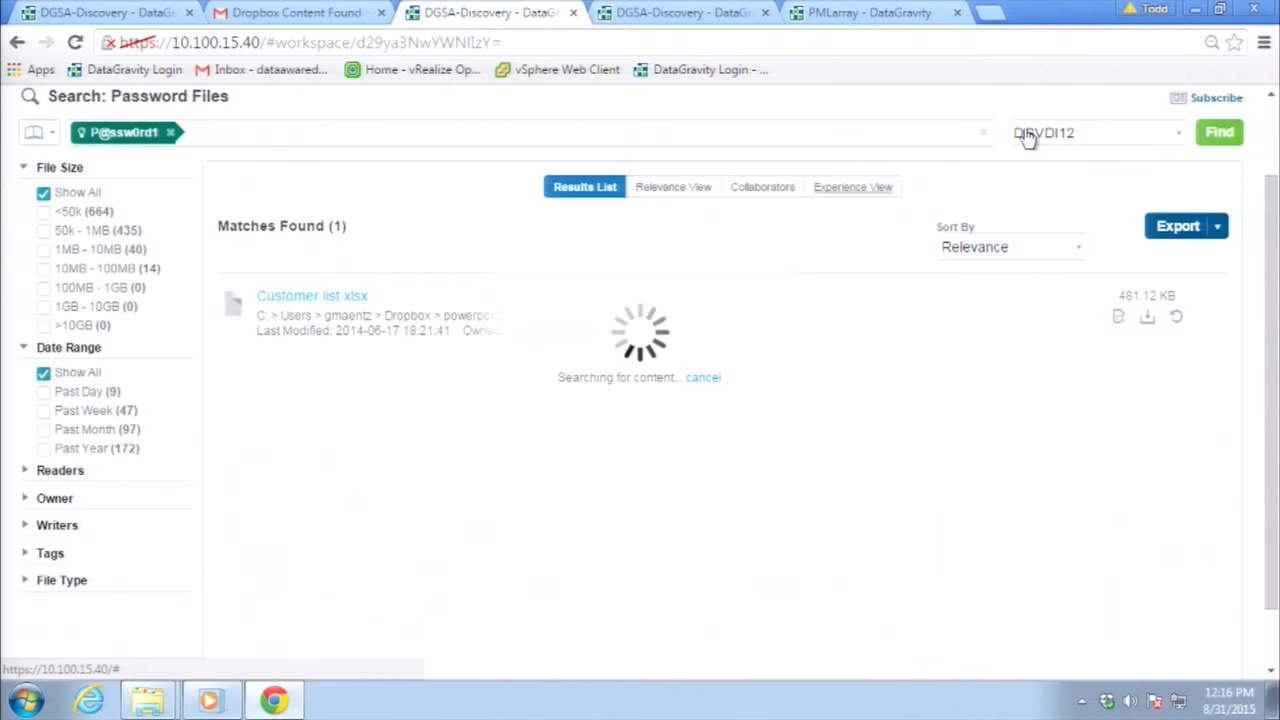 DGSA-Discovery - DataGra
Dropbox Content Found -
DGSA-Discovery - DataGr
DGSA-Discovery - DataGr
PMLarray - DataGravity
Todd
https://10.100.15.40/#workspace/d29ya3NwYWNlIzY=
Apps
DataGravity Login
Inbox - dataawared...
Home - vRealize Op...
vSphere Web Client
DataGravity Login - ...
Search: Password Files
Subscribe
P@ssw0rd1
Find
File Size
Show All
<50k (664)
50k - 1MB (435)
1MB - 10MB (40)
10MB - 100MB (14)
100MB - 1GB (0)
1GB - 10GB (0)
>10GB (0)
Date Range
Show All
Past Day (9)
Past Week (47)
Past Month (97)
Past Year (172)
Readers
Owner
Writers
Tags
File Type
Results List
Relevance View
Collaborators
Experience View
Matches Found (1)
Sort By
Relevance
Export
Customer list xlsx
C: > Users > gmaentz > Dropbox > powerpoin
Last Modified: 2014-06-17 18.21.41 Owned
481.12 KB
Searching for content... cancel
https://10.100.15.40/#
12:16 PM
8/31/2015